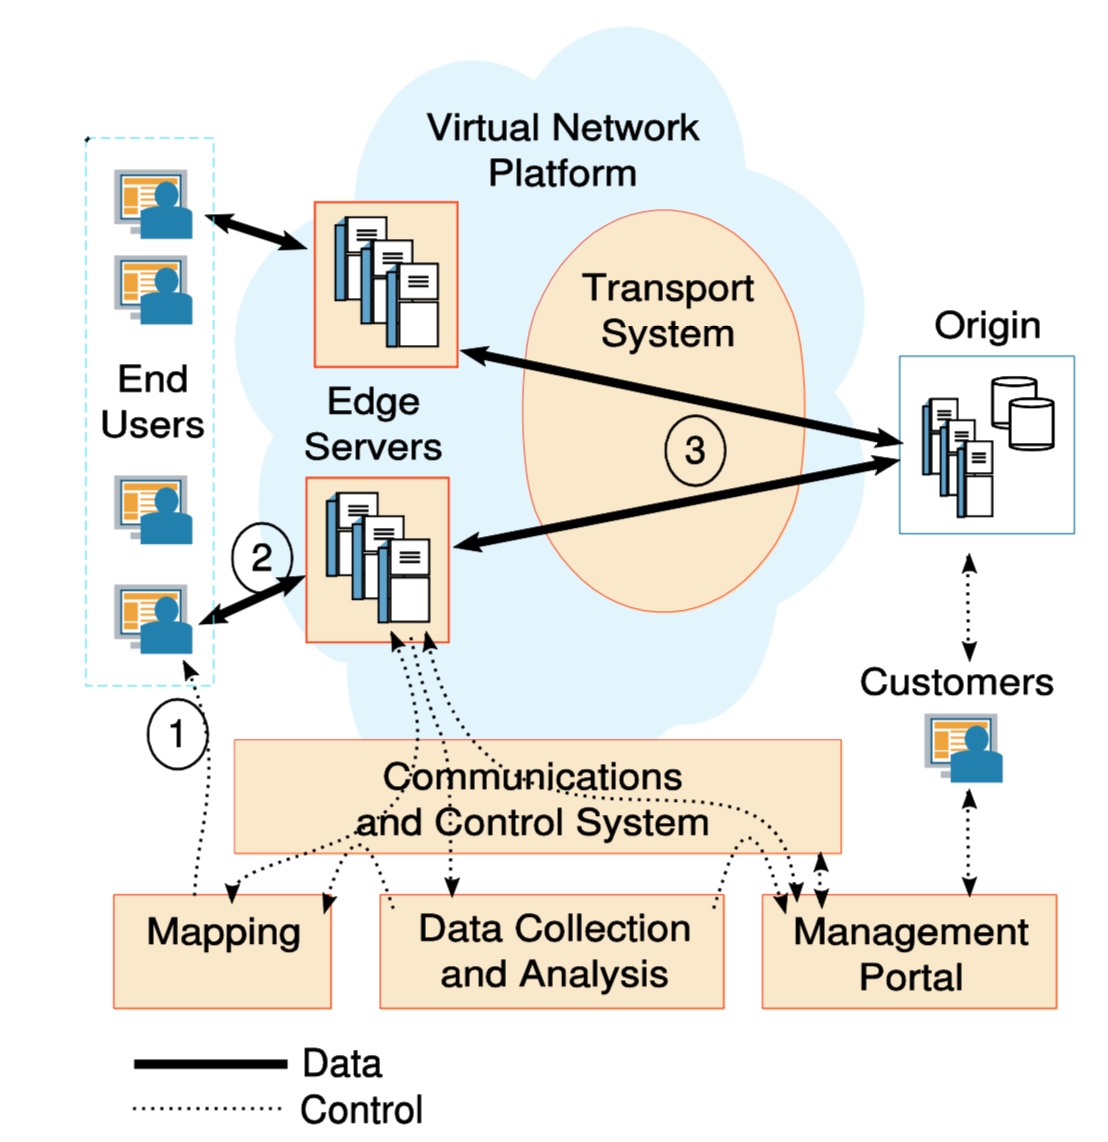 Virtual Network
Platform
Transport
System
Origin
End
Users
Edge
Servers
3
2
1
Customers
Communications
and Control System
Mapping
Data Collection
and Analysis
Management
Portal
Data
Control